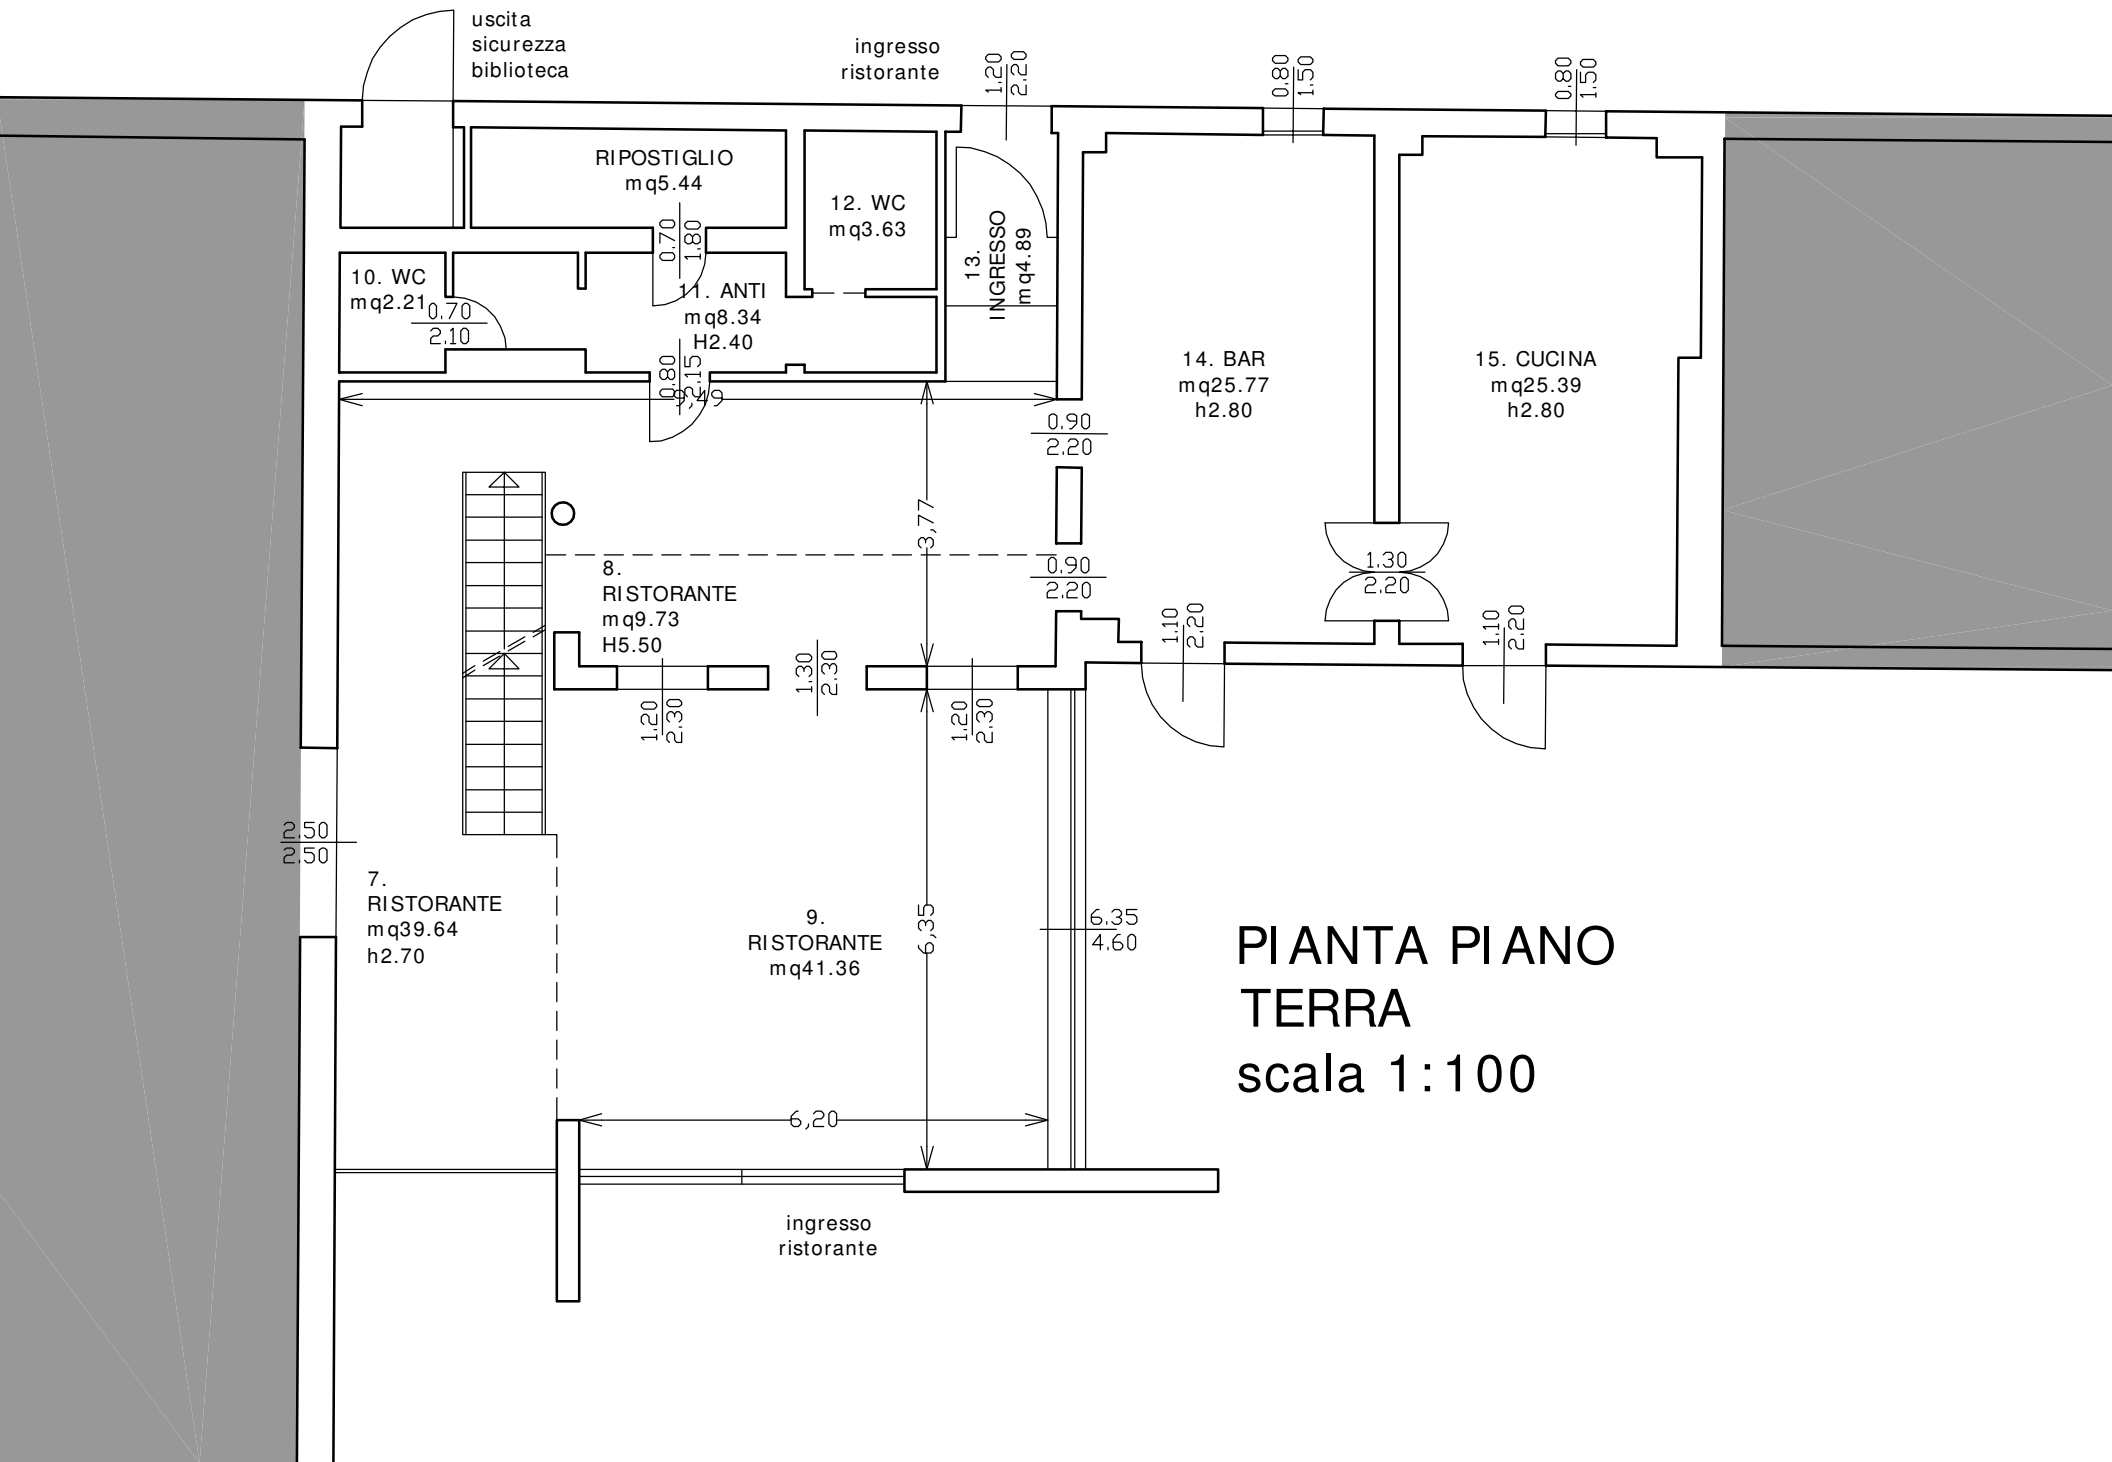 uscita
sicurezza
biblioteca
ingresso
ristorante
1.20
2.20
0.80
1.50
0.80
1.50
RIPOSTIGLIO
mq5.44
0.70
1.80
12. WC
mq3.63
13.
INGRESSO
mq4.89
10. WC
mq2.21
0.70
2.10
11. ANTI
mq8.34
H2.40
0.80
2.15
9,49
14. BAR
mq25.77
h2.80
15. CUCINA
mq25.39
h2.80
0.90
2.20
3,77
0.90
2.20
1.30
2.20
8.
RISTORANTE
mq9.73
H5.50
1.10
2.20
1.10
2.20
1.30
2.30
1.20
2.30
1.20
2.30
2.50
2.50
7.
RISTORANTE
mq39.64
h2.70
9.
RISTORANTE
mq41.36
6,35
6.35
4.60
PIANTA PIANO
TERRA
scala 1:100
6,20
ingresso
ristorante